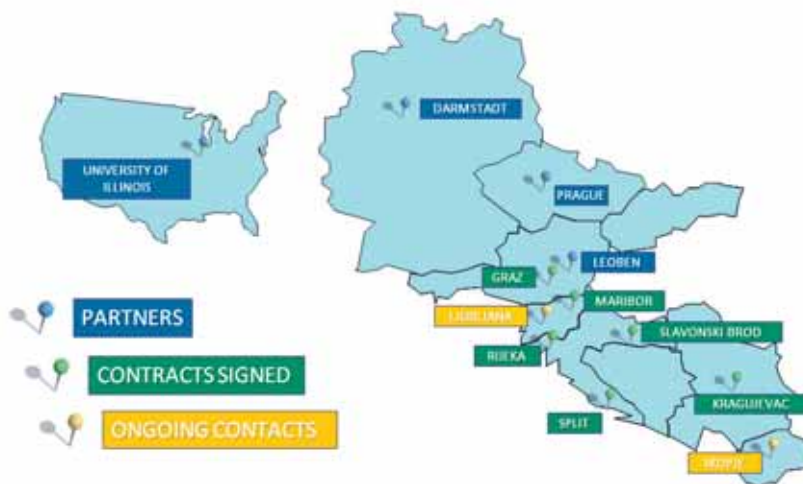 DARMSTADT
UNIVERSITY OF
ILLINOIS
PRAGUE
LEOBEN
GRAZ
MARIBOR
LJUBLJANA
SLAVONSKI BROD
RIJEKA
KRAGUJEVAC
SPLIT
SKOPJE
PARTNERS
CONTRACTS SIGNED
ONGOING CONTACTS